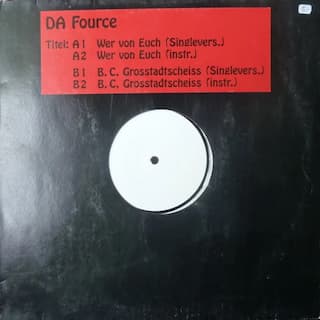 DA Fource
Titel: A1 Wer von Euch (Singlevers.)
A2 Wer von Euch (instr.)
B1 B.C. Grosstadtscheiss (Singlevers.)
B2 B.C. Grosstadtscheiss (instr.)